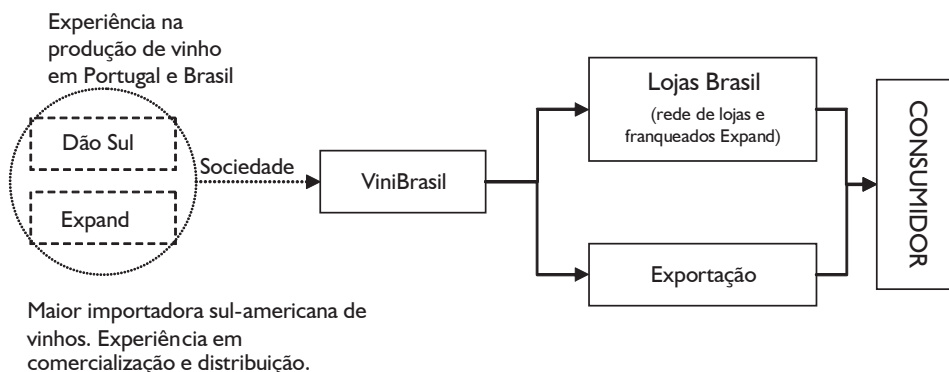 Experiência na
produção de vinho
em Portugal e Brasil
Dão Sul
Expand
Sociedade
ViniBrasil
Lojas Brasil
(rede de lojas e
franqueados Expand)
Exportação
CONSUMIDOR
Maior importadora sul-americana de
vinhos. Experiência em
comercialização e distribuição.